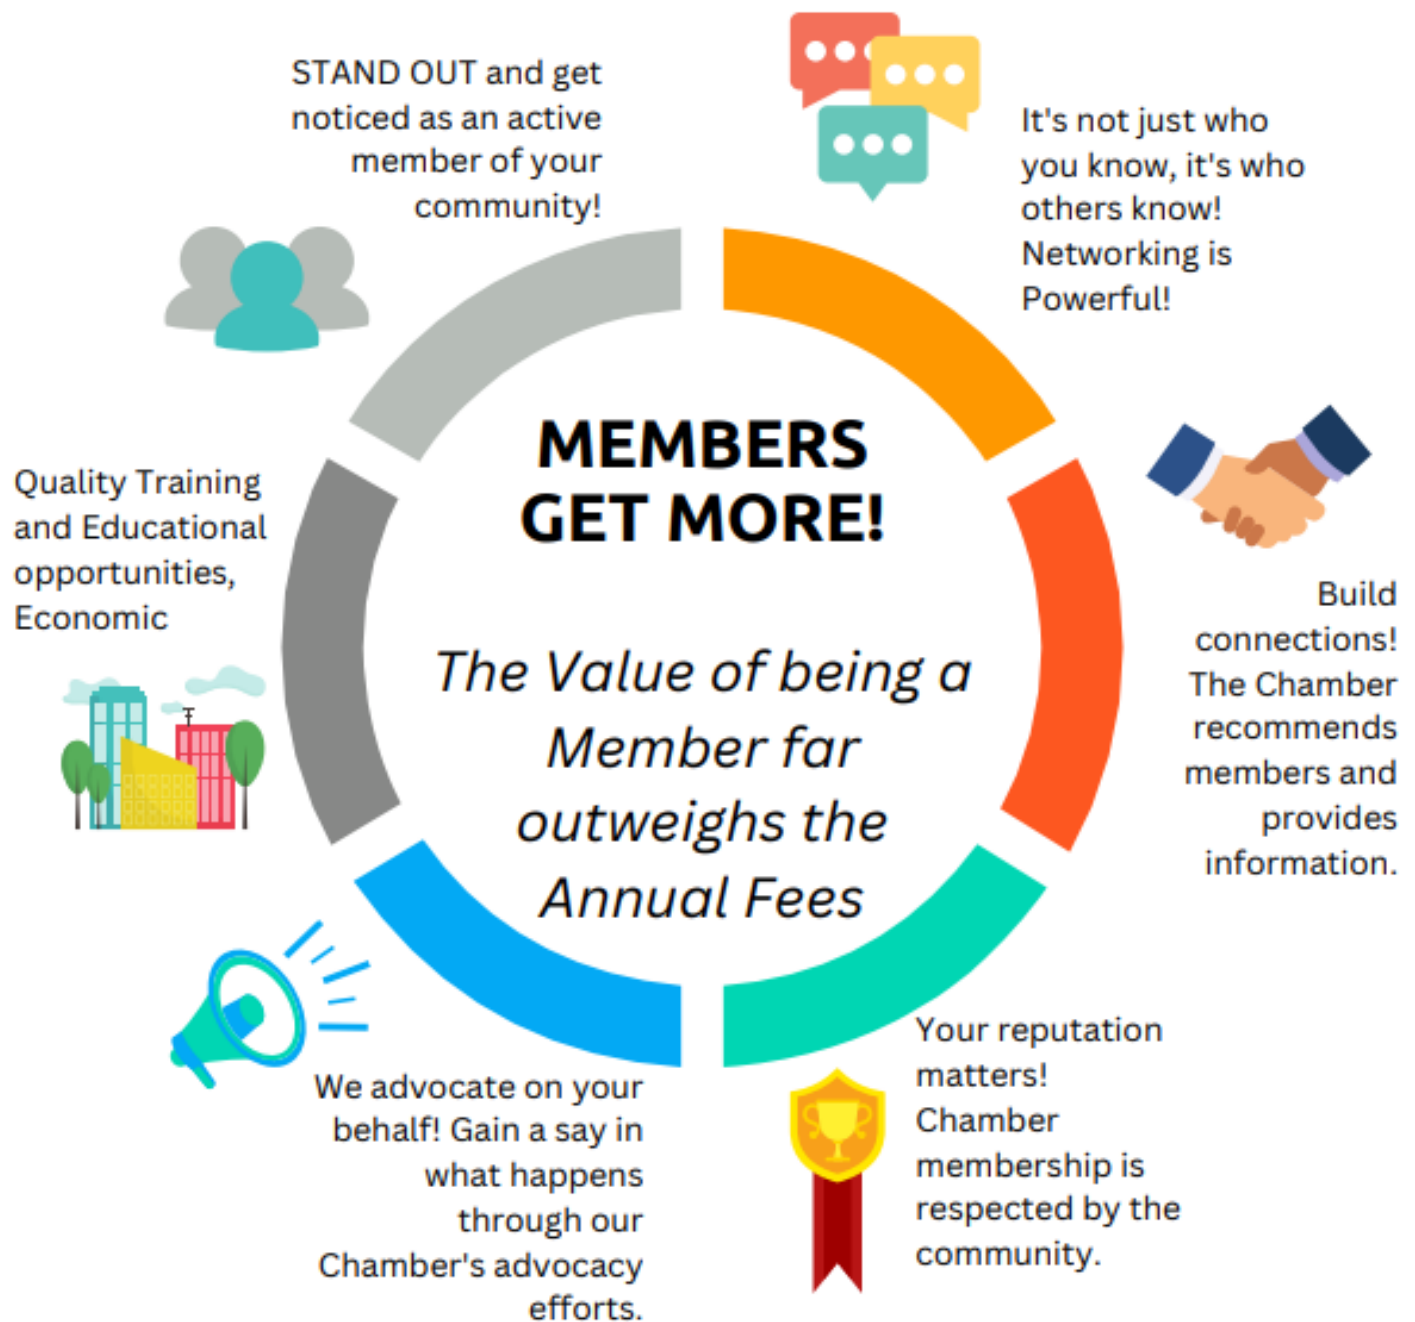 STAND OUT and get
noticed as an active
member of your
community!
It's not just who
you know, it's who
others know!
Networking is
Powerful!
MEMBERS
GET MORE!
The Value of being a
Member far
outweighs the
Annual Fees
Quality Training
and Educational
opportunities,
Economic
Build
connections!
The Chamber
recommends
members and
provides
information.
We advocate on your
behalf! Gain a say in
what happens
through our
Chamber's advocacy
efforts.
Your reputation
matters!
Chamber
membership is
respected by the
community.